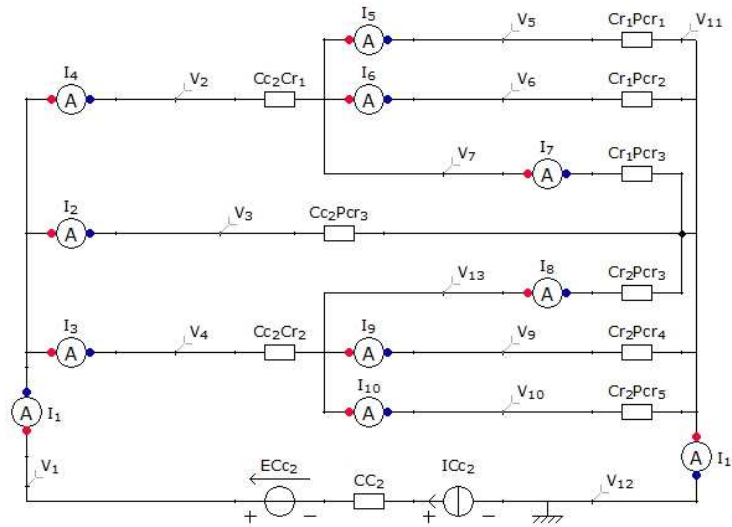 I₅ V₅ Cr₁Pcr₁ V₁₁
A
I₄ V₂ Cc₂Cr₁ I₆ V₆ Cr₁Pcr₂
A A
V₇ I₇ Cr₁Pcr₃
A
I₂ V₃ Cc₂Pcr₃
A
V₁₃ I₈ Cr₂Pcr₃
A
I₃ V₄ Cc₂Cr₂ I₉ V₉ Cr₂Pcr₄
A A
I₁₀ V₁₀ Cr₂Pcr₅
A I₁ A
A I₁
V₁ ECc₂ CC₂ ICc₂ V₁₂
+ − + −